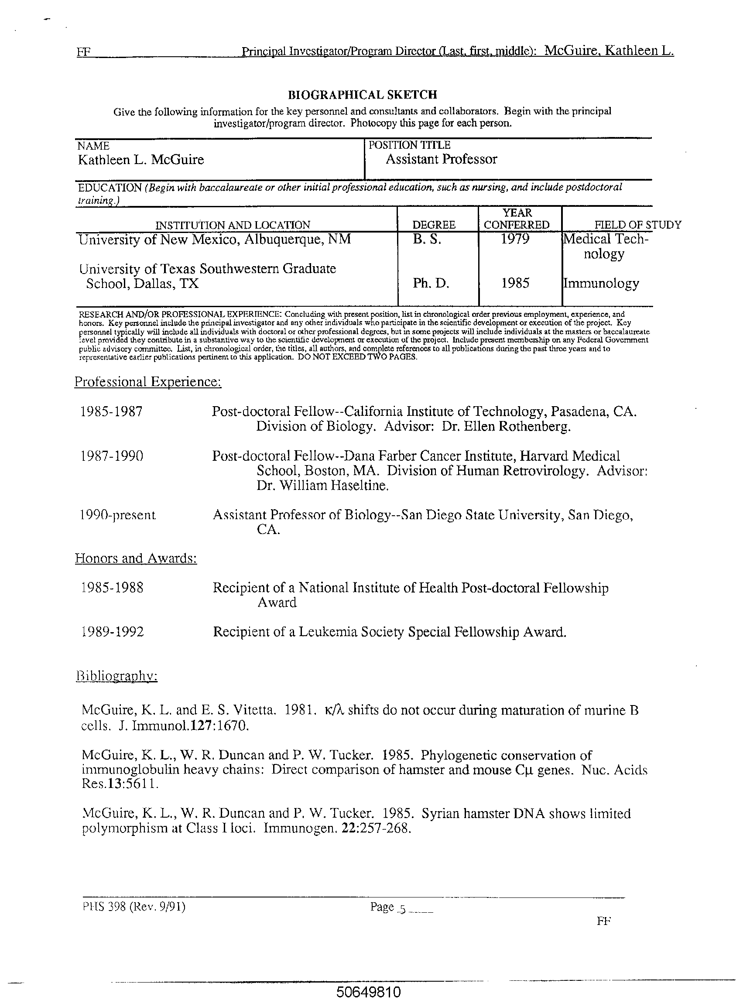 FF Principal Investigator/Program Director (Last, first, middle): McGuire, Kathleen L.
BIOGRAPHICAL SKETCH
Give the following information for the key personnel and consultants and collaborators. Begin with the principal
investigator/program director. Photocopy this page for each person.
NAME POSITION TITLE
Kathleen L. McGuire Assistant Professor
EDUCATION (Begin with baccalaureate or other initial professional education, such as nursing, and include postdoctoral
training.)
YEAR
INSTITUTION AND LOCATION DEGREE CONFERRED FIELD OF STUDY
University of New Mexico, Albuquerque, NM B. S. 1979 Medical Tech-
nology
University of Texas Southwestern Graduate
School, Dallas, TX Ph. D. 1985 Immunology
RESEARCH AND/OR PROFESSIONAL EXPERIENCE: Concluding with present position, list in chronological order previous employment, experience, and
honors. Key personnel include the principal investigator and any other individuals who participate in the scientific development or execution of the project. Key
personnel typically will include all individuals with doctoral or other professional degrees, but in some projects will include individuals at the masters or baccalaureate
level provided they contribute in a substantive way to the scientific development or execution of the project. Include present membership on any Federal Government
public advisory committee. List, in chronological order, the titles, all authors, and complete references to all publications during the past three years and to
representative earlier publications pertinent to this application. DO NOT EXCEED TWO PAGES.
Professional Experience:
1985-1987 Post-doctoral Fellow--California Institute of Technology, Pasadena, CA.
Division of Biology. Advisor: Dr. Ellen Rothenberg.
1987-1990 Post-doctoral Fellow--Dana Farber Cancer Institute, Harvard Medical
School, Boston, MA. Division of Human Retrovirology. Advisor:
Dr. William Haseltine.
1990-present Assistant Professor of Biology--San Diego State University, San Diego,
CA.
Honors and Awards:
1985-1988 Recipient of a National Institute of Health Post-doctoral Fellowship
Award
1989-1992 Recipient of a Leukemia Society Special Fellowship Award.
Bibliography:
McGuire, K. L. and E. S. Vitetta. 1981. κ/λ shifts do not occur during maturation of murine B
cells. J. Immunol.127:1670.
McGuire, K. L., W. R. Duncan and P. W. Tucker. 1985. Phylogenetic conservation of
immunoglobulin heavy chains: Direct comparison of hamster and mouse Cμ genes. Nuc. Acids
Res.13:5611.
McGuire, K. L., W. R. Duncan and P. W. Tucker. 1985. Syrian hamster DNA shows limited
polymorphism at Class I loci. Immunogen. 22:257-268.
PHS 398 (Rev. 9/91) Page 5
FF
50649810